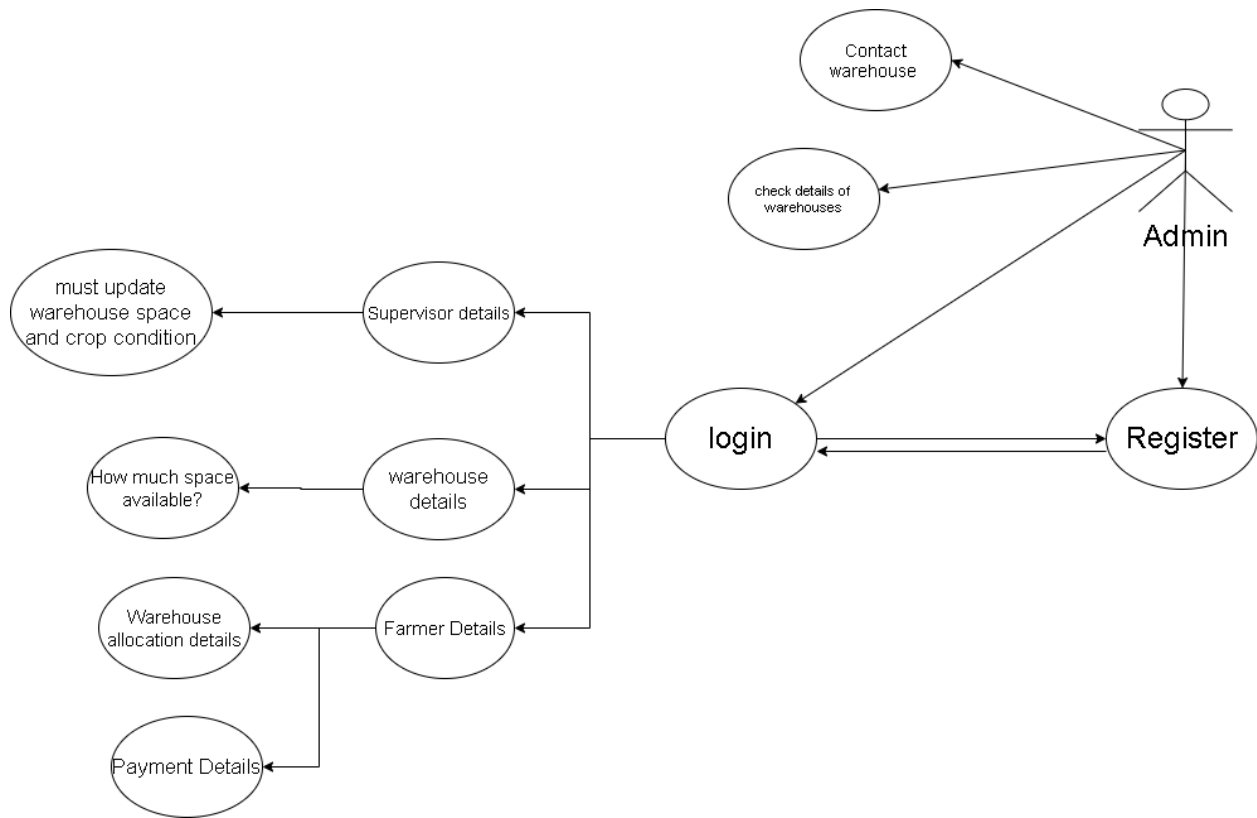 Contact
warehouse
check details of
warehouses
Admin
must update
warehouse space
and crop condition
Supervisor details
login
Register
How much space
available?
warehouse
details
Warehouse
allocation details
Farmer Details
Payment Details